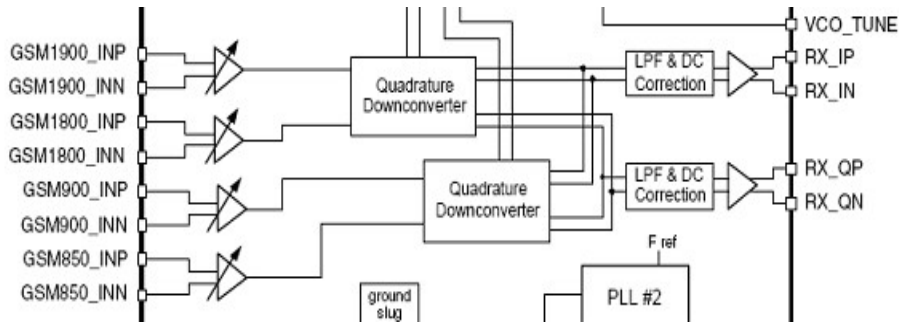 VCO_TUNE
GSM1900_INP
GSM1900_INN
Quadrature
Downconverter
LPF & DC
Correction
RX_IP
RX_IN
GSM1800_INP
GSM1800_INN
GSM900_INP
GSM900_INN
Quadrature
Downconverter
LPF & DC
Correction
RX_QP
RX_QN
GSM850_INP
GSM850_INN
ground
slug
F ref
PLL #2